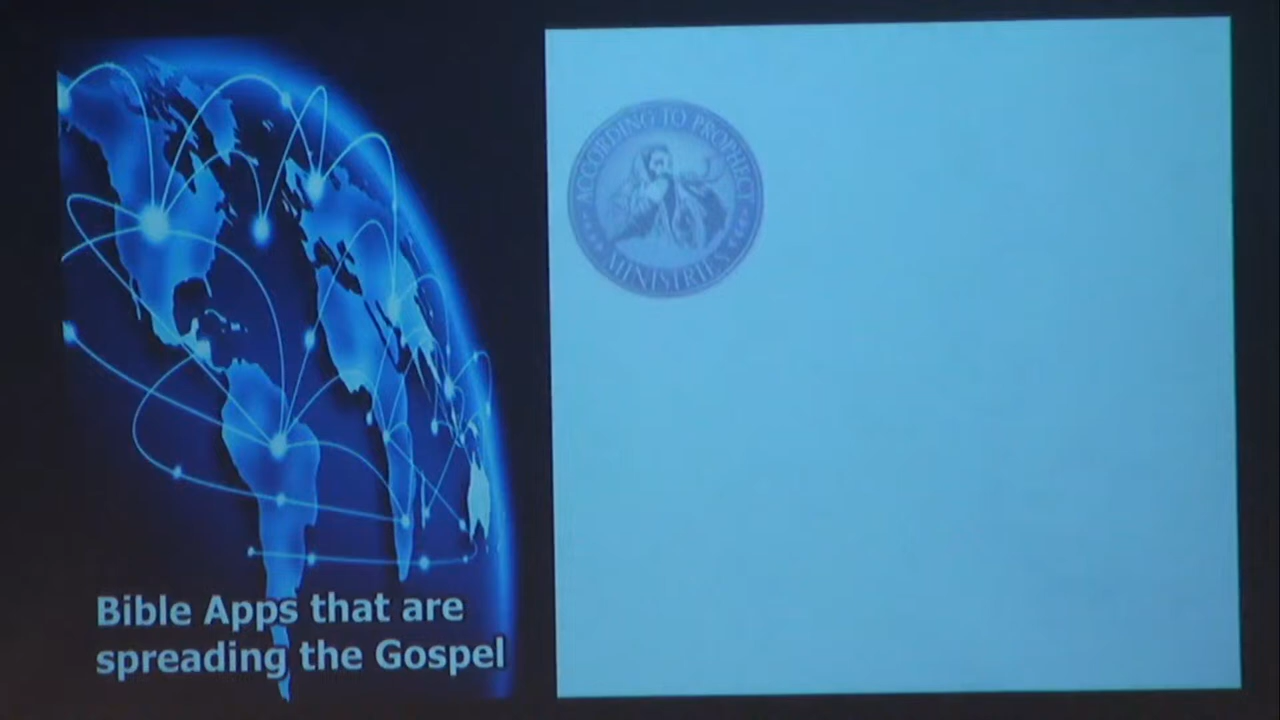 Bible Apps that are
spreading the Gospel
ACCORDING TO PROPHECY
MINISTRIES